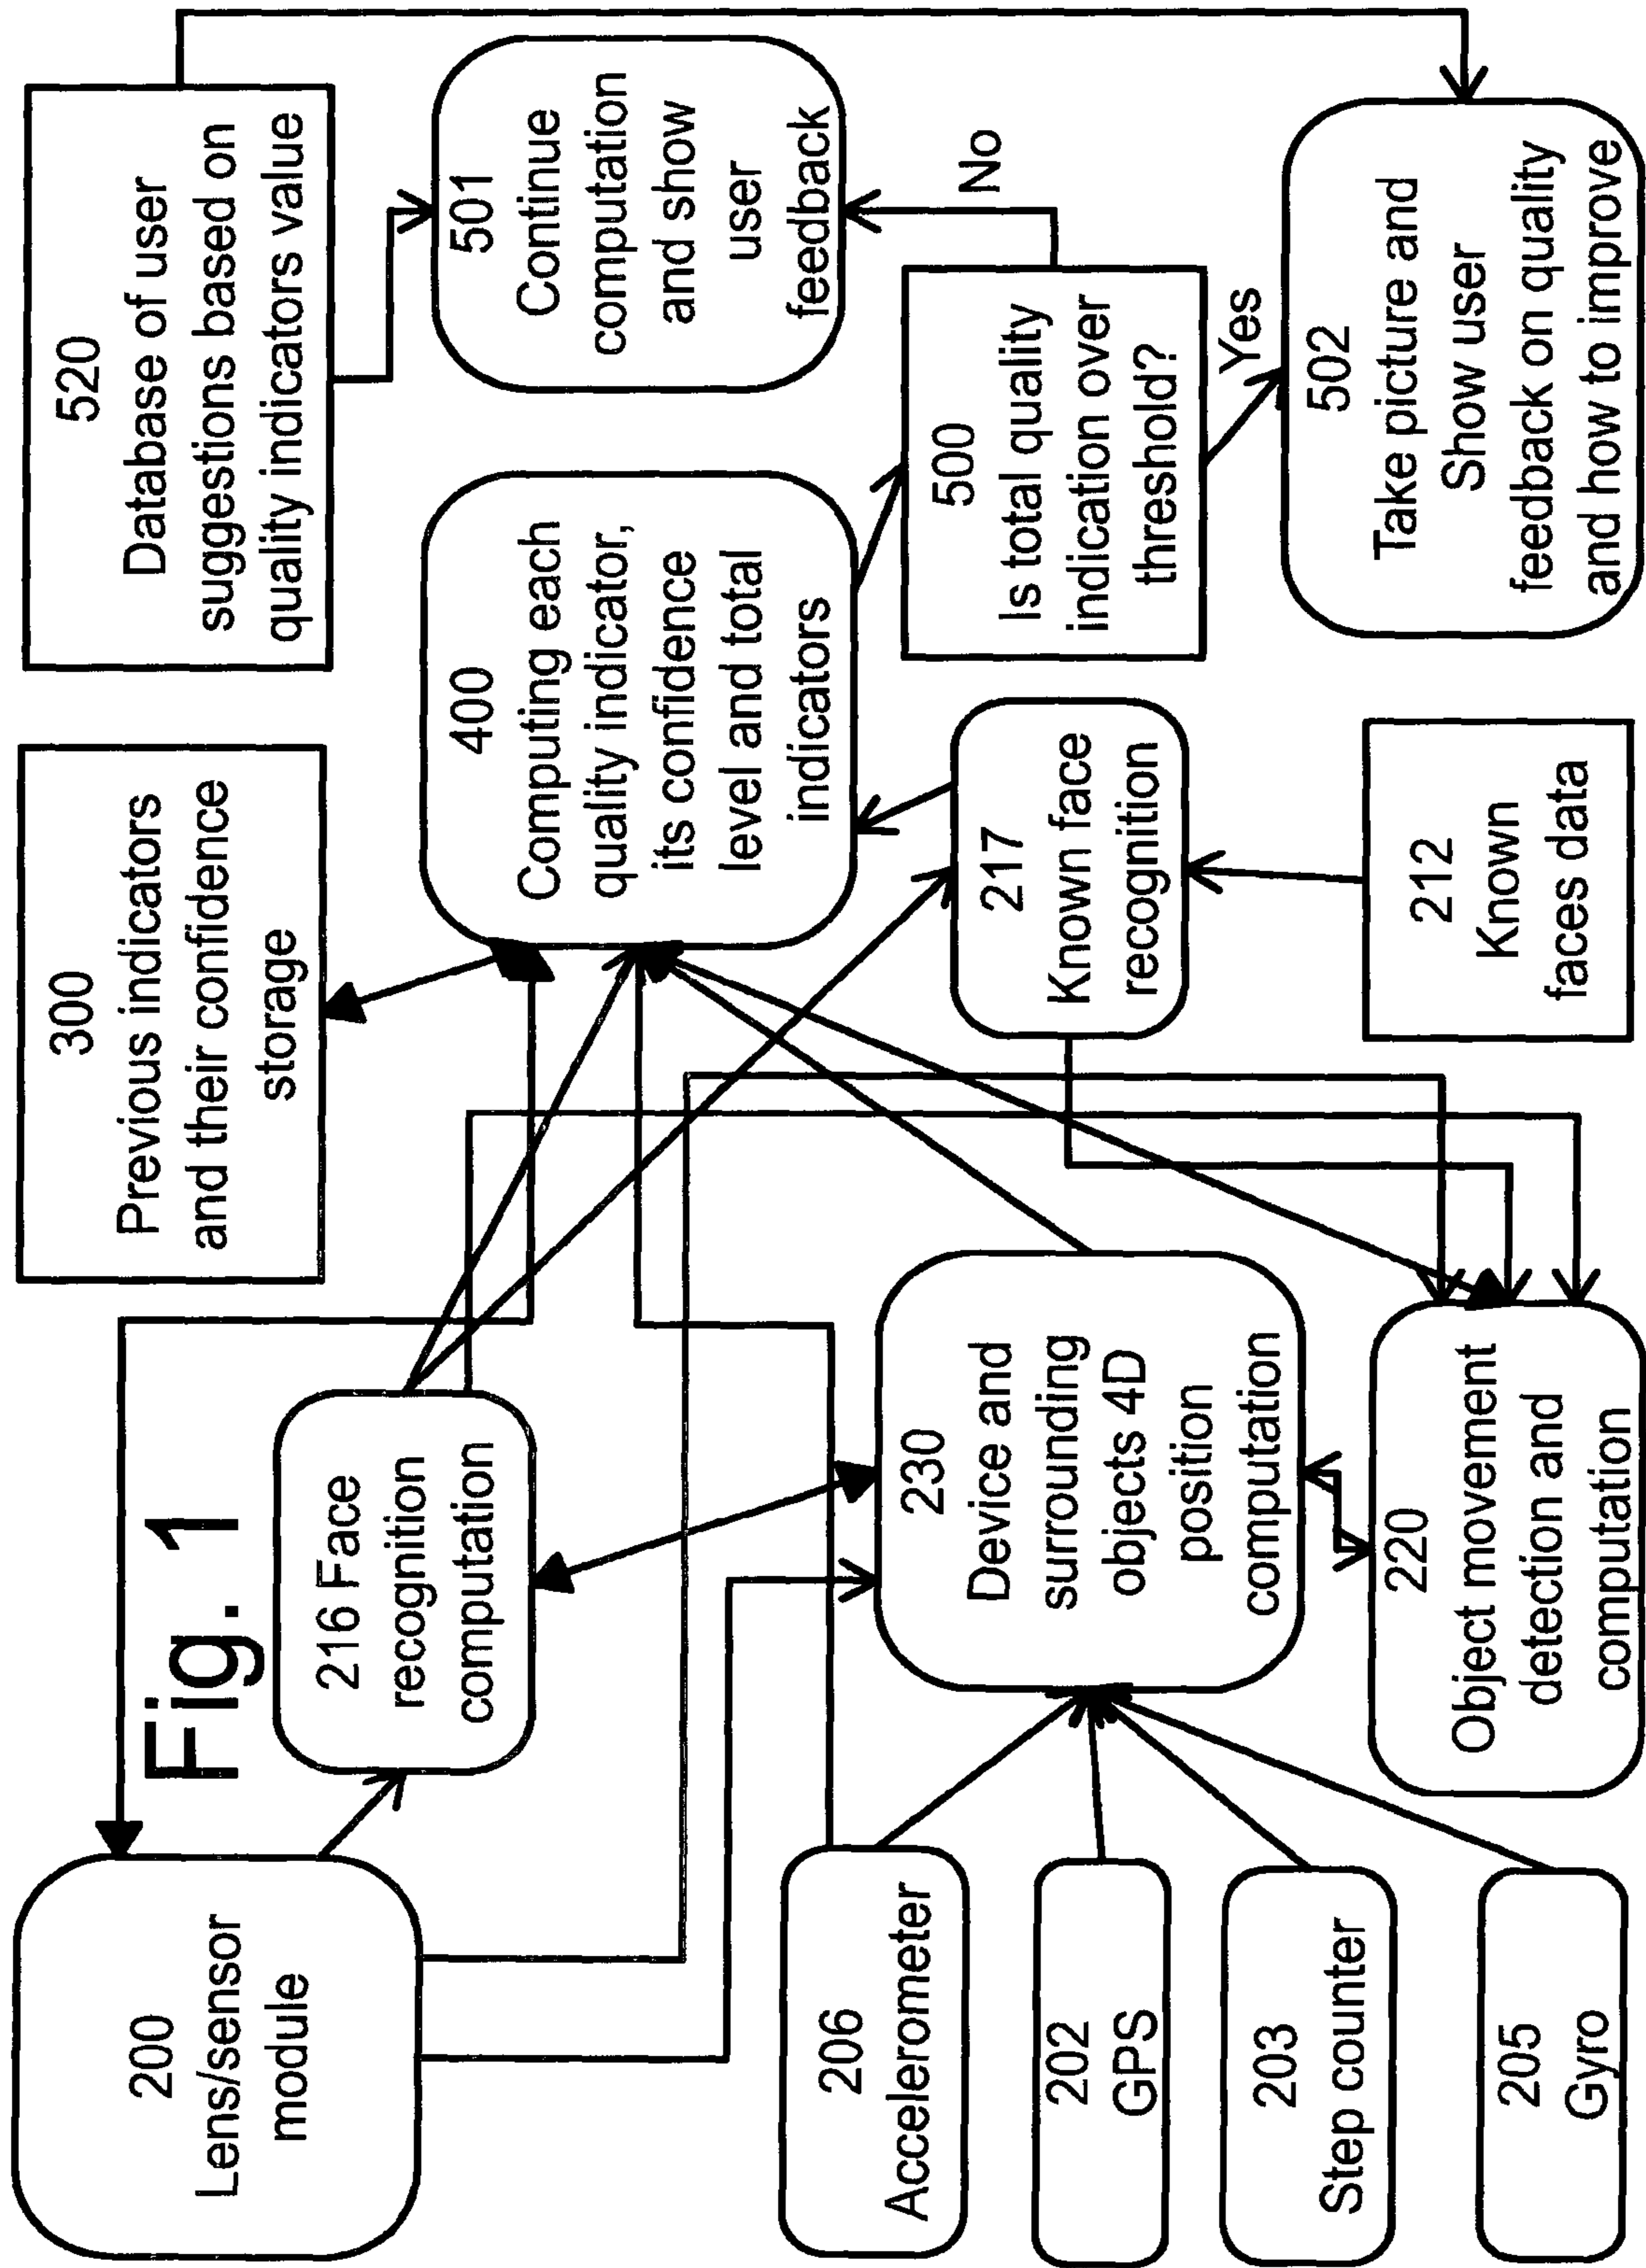 Fig. 1
200
Lens/sensor
module
216 Face
recognition
computation
300
Previous indicators
and their confidence
storage
520
Database of user
suggestions based on
quality indicators value
206
Accelerometer
202
GPS
203
Step counter
205
Gyro
230
Device and
surrounding
objects 4D
position
computation
220
Object movement
detection and
computation
400
Computing each
quality indicator,
its confidence
level and total
indicators
217
Known face
recognition
212
Known
faces data
501
Continue
computation
and show
user
feedback
No
500
Is total quality
indication over
threshold?
Yes
502
Take picture and
Show user
feedback on quality
and how to improve